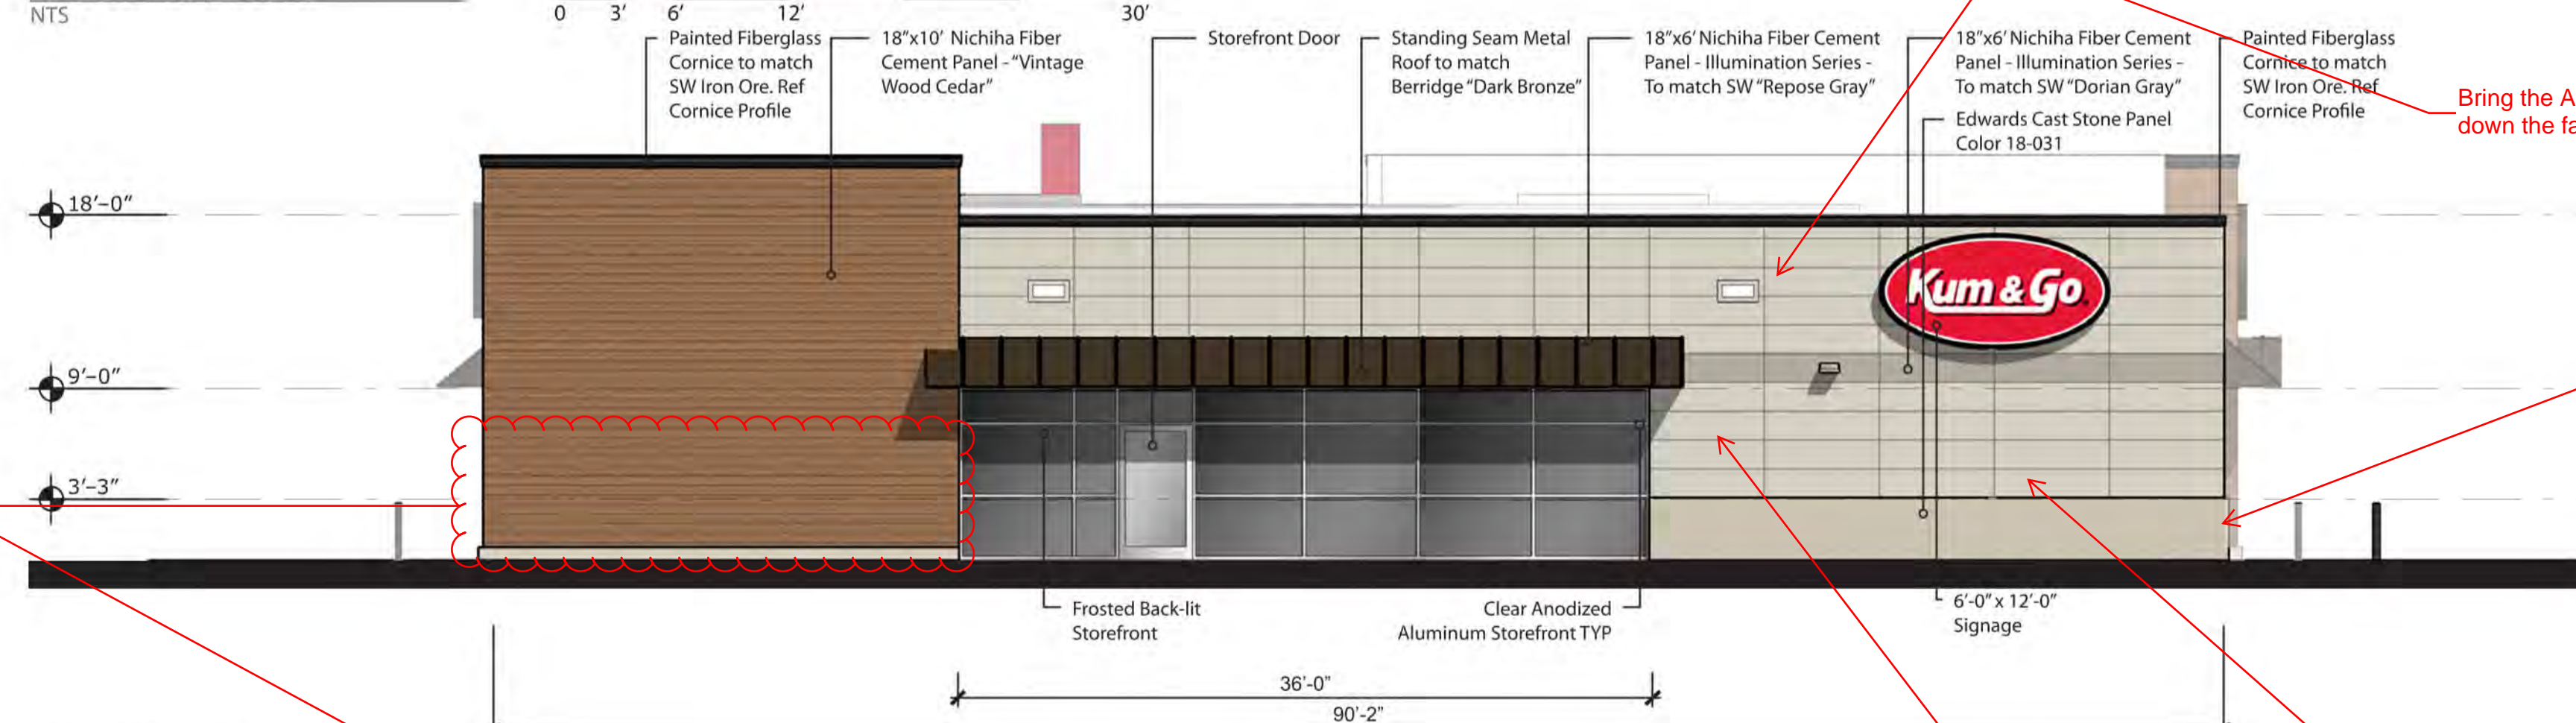 NTS
0 3' 6' 12' 30'
Painted Fiberglass
Cornice to match
SW Iron Ore. Ref
Cornice Profile
18"x10' Nichiha Fiber
Cement Panel - "Vintage
Wood Cedar"
Storefront Door
Standing Seam Metal
Roof to match
Berridge "Dark Bronze"
18"x6' Nichiha Fiber Cement
Panel - Illumination Series -
To match SW "Repose Gray"
18"x6' Nichiha Fiber Cement
Panel - Illumination Series -
To match SW "Dorian Gray"
Edwards Cast Stone Panel
Color 18-031
Painted Fiberglass
Cornice to match
SW Iron Ore. Ref
Cornice Profile
Bring the
down the
18'-0"
9'-0"
3'-3"
Kum & Go
Frosted Back-lit
Storefront
Clear Anodized
Aluminum Storefront TYP
6'-0" x 12'-0"
Signage
36'-0"
90'-2"